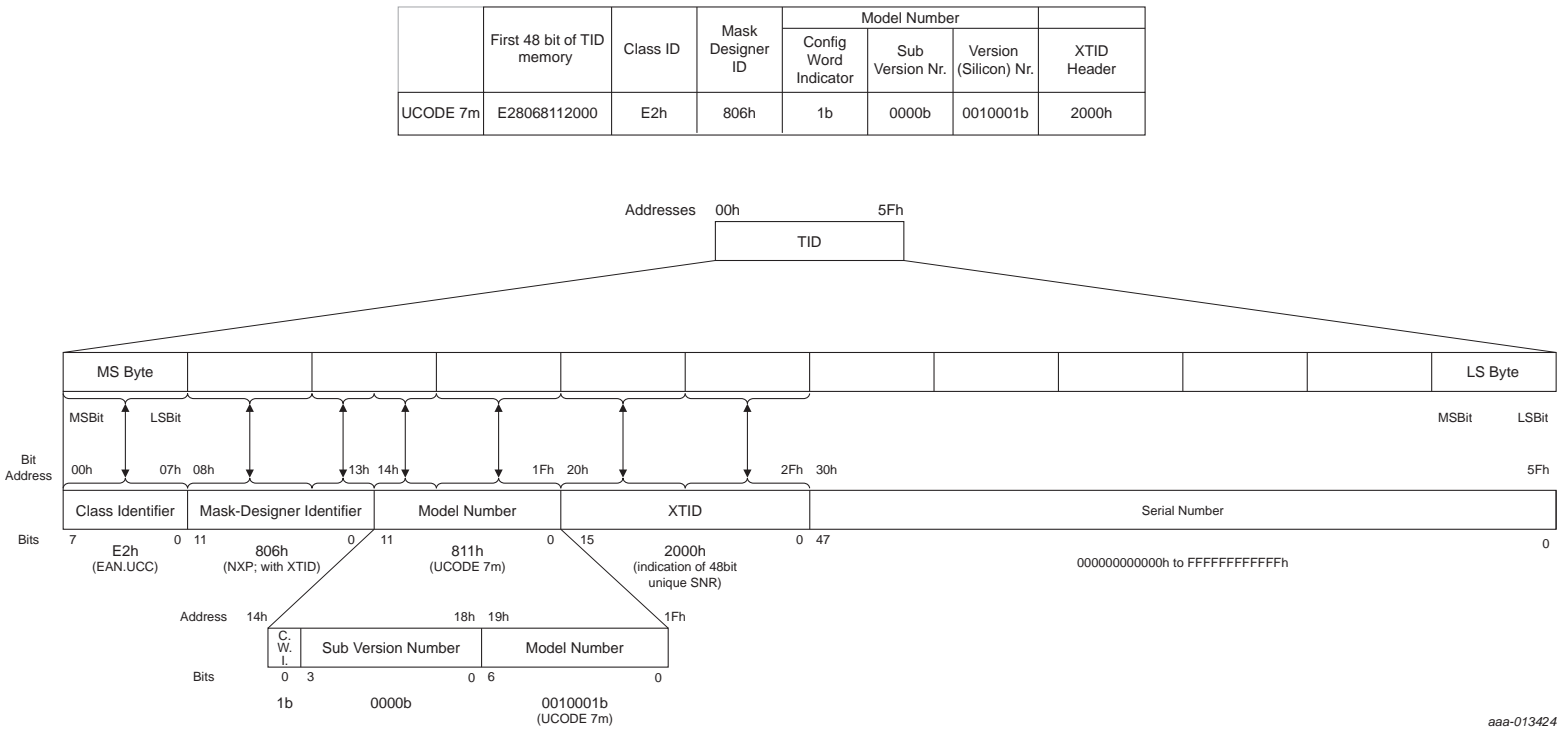 Model Number
First 48 bit of TID
memory
Class ID
Mask
Designer
ID
Config
Word
Indicator
Sub
Version Nr.
Version
(Silicon) Nr.
XTID
Header
UCODE 7m E28068112000 E2h 806h 1b 0000b 0010001b 2000h
Addresses 00h 5Fh
TID
MS Byte LS Byte
MSBit LSBit MSBit LSBit
Bit
Address
00h 07h 08h 13h 14h 1Fh 20h 2Fh 30h 5Fh
Class Identifier Mask-Designer Identifier Model Number XTID Serial Number
Bits 7 0 11 0 11 0 15 0 47 0
E2h
(EAN.UCC)
806h
(NXP; with XTID)
811h
(UCODE 7m)
2000h
(indication of 48bit
unique SNR)
000000000000h to FFFFFFFFFFFFh
Address 14h 18h 19h 1Fh
C.
W.
I.
Sub Version Number Model Number
Bits 0 3 0 6 0
1b 0000b 0010001b
(UCODE 7m)
aaa-013424